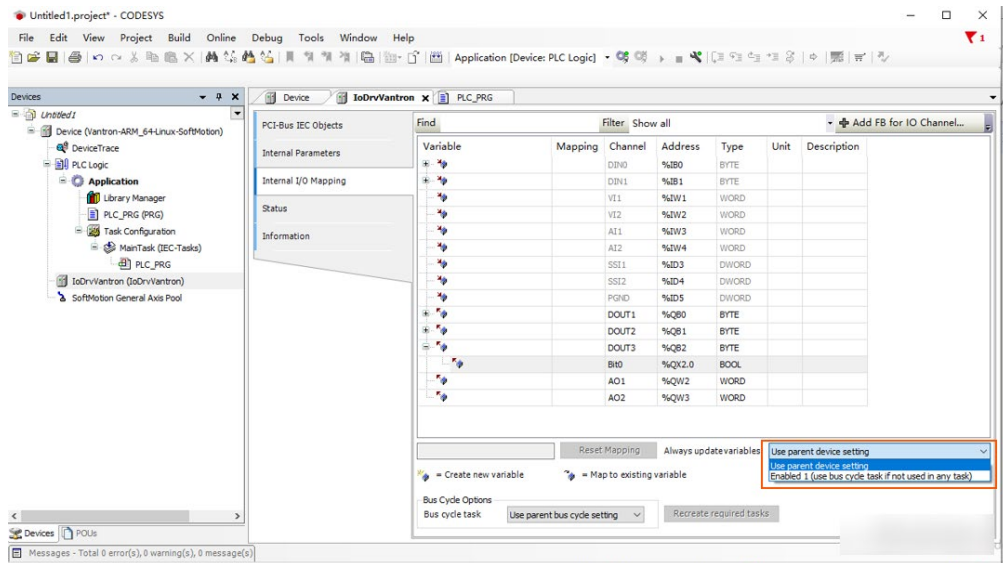 Untitled1.project* - CODESYS
File Edit View Project Build Online Debug Tools Window Help
1
Application [Device: PLC Logic]
Devices
Device IoDrvVantron PLC_PRG
Untitled1
Device (Vantron-ARM_64-Linux-SoftMotion)
DeviceTrace
PLC Logic
Application
Library Manager
PLC_PRG (PRG)
Task Configuration
MainTask (IEC-Tasks)
PLC_PRG
IoDrvVantron (IoDrvVantron)
SoftMotion General Axis Pool
PCI-Bus IEC Objects
Internal Parameters
Internal I/O Mapping
Status
Information
Find Filter Show all Add FB for IO Channel...
Variable Mapping Channel Address Type Unit Description
DIN0 %IB0 BYTE
DIN1 %IB1 BYTE
VI1 %IW1 WORD
VI2 %IW2 WORD
AI1 %IW3 WORD
AI2 %IW4 WORD
SSI1 %ID3 DWORD
SSI2 %ID4 DWORD
PGND %ID5 DWORD
DOUT1 %QB0 BYTE
DOUT2 %QB1 BYTE
DOUT3 %QB2 BYTE
Bit0 %QX2.0 BOOL
AO1 %QW2 WORD
AO2 %QW3 WORD
Reset Mapping Always update variables Use parent device setting
Use parent device setting
Enabled 1 (use bus cycle task if not used in any task)
= Create new variable = Map to existing variable
Bus Cycle Options
Bus cycle task Use parent bus cycle setting Recreate required tasks
Devices POUs
Messages - Total 0 error(s), 0 warning(s), 0 message(s)